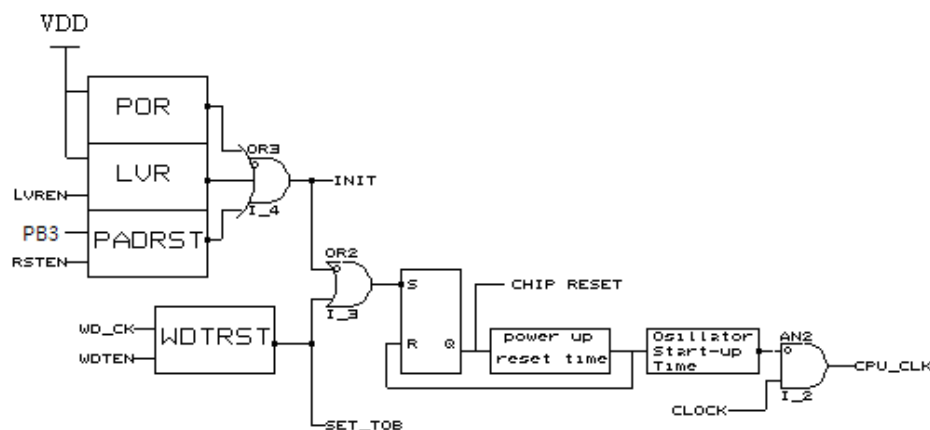 VDD
POR
OR3
LVR
INIT
LVREN
I_4
PB3
PADRST
RSTEN
OR2
S
CHIP RESET
I_3
WD_CK
WDTRST
WDTEN
R
Q
power up
reset time
Osillator
Start-up
Time
AN2
CPU_CLK
I_2
CLOCK
SET_TOB